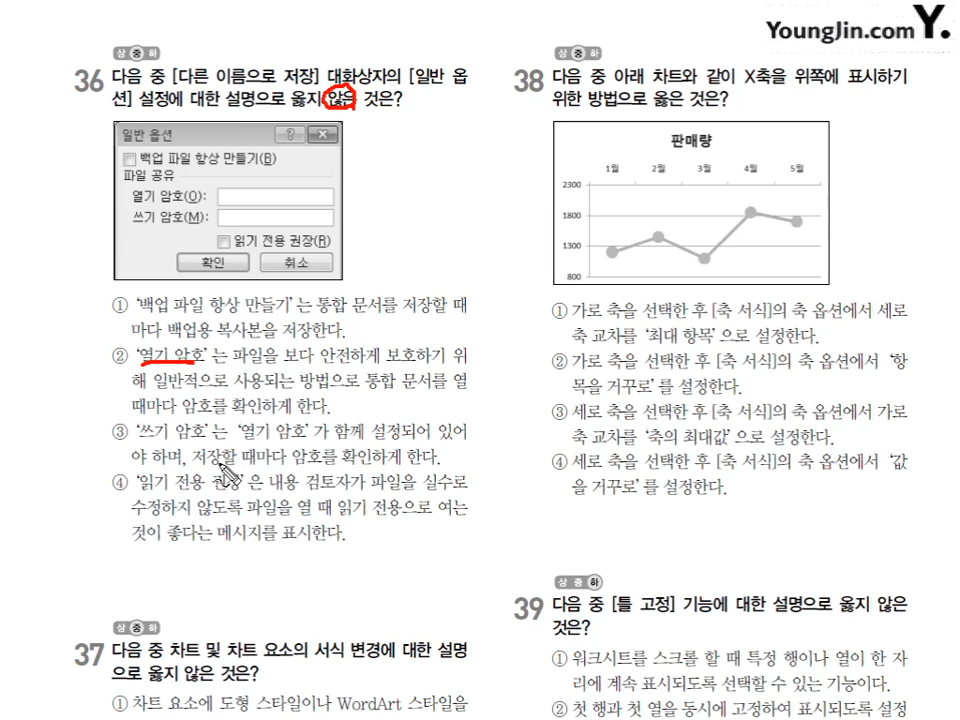 Younglin.com Y.
상 중 하
36 다음 중 [다른 이름으로 저장] 대화상자의 [일반 옵
션] 설정에 대한 설명으로 옳지 않은 것은?
일반 옵션
백업 파일 항상 만들기(B)
파일 공유
열기 암호(O):
쓰기 암호(M):
읽기 전용 권장(R)
확인 취소
① ‘백업 파일 항상 만들기’는 통합 문서를 저장할 때
마다 백업용 복사본을 저장한다.
② ‘열기 암호’는 파일을 보다 안전하게 보호하기 위
해 일반적으로 사용되는 방법으로 통합 문서를 열
때마다 암호를 확인하게 한다.
③ ‘쓰기 암호’는 ‘열기 암호’가 함께 설정되어 있어
야 하며, 저장할 때마다 암호를 확인하게 한다.
④ ‘읽기 전용 권장’은 내용 검토자가 파일을 실수로
수정하지 않도록 파일을 열 때 읽기 전용으로 여는
것이 좋다는 메시지를 표시한다.
상 중 하
37 다음 중 차트 및 차트 요소의 서식 변경에 대한 설명
으로 옳지 않은 것은?
① 차트 요소에 도형 스타일이나 WordArt 스타일을
상 중 하
38 다음 중 아래 차트와 같이 X축을 위쪽에 표시하기
위한 방법으로 옳은 것은?
판매량
1월 2월 3월 4월 5월
2300
1800
1300
800
① 가로 축을 선택한 후 [축 서식]의 축 옵션에서 세로
축 교차를 ‘최대 항목’으로 설정한다.
② 가로 축을 선택한 후 [축 서식]의 축 옵션에서 ‘항
목을 거꾸로’를 설정한다.
③ 세로 축을 선택한 후 [축 서식]의 축 옵션에서 가로
축 교차를 ‘축의 최대값’으로 설정한다.
④ 세로 축을 선택한 후 [축 서식]의 축 옵션에서 ‘값
을 거꾸로’를 설정한다.
상 중 하
39 다음 중 [틀 고정] 기능에 대한 설명으로 옳지 않은
것은?
① 워크시트를 스크롤 할 때 특정 행이나 열이 한 자
리에 계속 표시되도록 선택할 수 있는 기능이다.
② 첫 행과 첫 열을 동시에 고정하여 표시되도록 설정